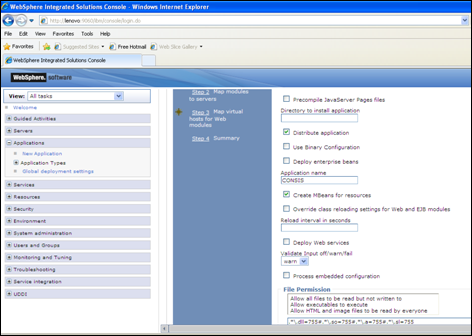 WebSphere Integrated Solutions Console - Windows Internet Explorer
http://lenovo:9060/ibm/console/login.do
File Edit View Favorites Tools Help
Favorites Suggested Sites Free Hotmail Web Slice Gallery
WebSphere Integrated Solutions Console
WebSphere. software
View: All tasks
Welcome
Guided Activities
Servers
Applications
New Application
Application Types
Global deployment settings
Services
Resources
Security
Environment
System administration
Users and Groups
Monitoring and Tuning
Troubleshooting
Service integration
UDDI
Step 2 Map modules
to servers
Step 3 Map virtual
hosts for Web
modules
Step 4 Summary
Precompile JavaServer Pages files
Directory to install application
Distribute application
Use Binary Configuration
Deploy enterprise beans
Application name
CONSIS
Create MBeans for resources
Override class reloading settings for Web and EJB modules
Reload interval in seconds
Deploy Web services
Validate Input off/warn/fail
warn
Process embedded configuration
File Permission
Allow all files to be read but not written to
Allow executables to execute
Allow HTML and image files to be read by everyone
.*\.dll=755#.*\.so=755#.*\.a=755#.*\.sl=755